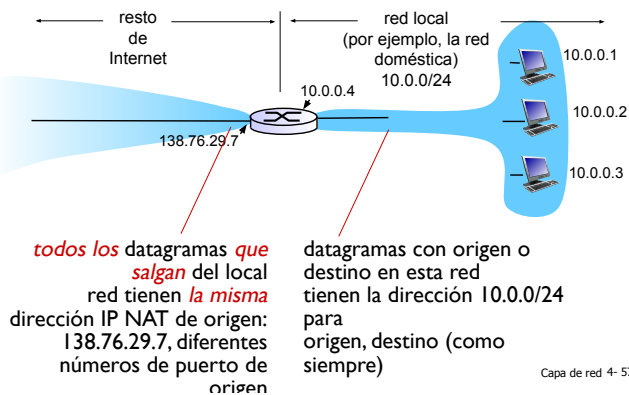 resto
de
Internet
red local
(por ejemplo, la red
doméstica)
10.0.0/24
10.0.0.1
10.0.0.4
10.0.0.2
138.76.29.7
10.0.0.3
todos los datagramas que
salgan del local
red tienen la misma
dirección IP NAT de origen:
138.76.29.7, diferentes
números de puerto de
origen
datagramas con origen o
destino en esta red
tienen la dirección 10.0.0/24
para
origen, destino (como
siempre)
Capa de red 4-